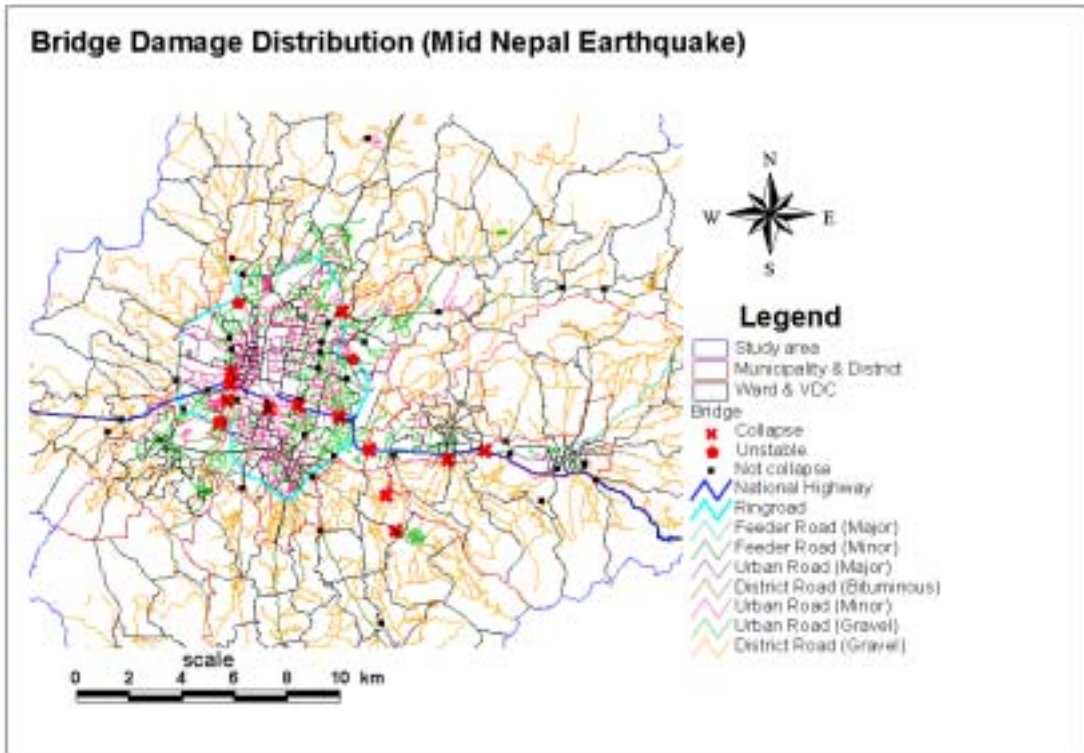 Bridge Damage Distribution (Mid Nepal Earthquake)
N
W E
S
Legend
Study area
Municipality & District
Ward & VDC
Bridge
Collapse
Unstable
Not collapse
National Highway
Ringroad
Feeder Road (Major)
Feeder Road (Minor)
Urban Road (Major)
District Road (Bituminous)
Urban Road (Minor)
Urban Road (Gravel)
District Road (Gravel)
scale
0 2 4 6 8 10 km